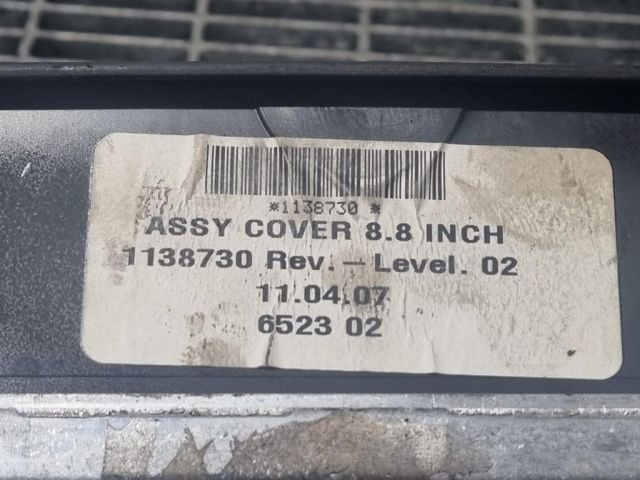 *1138730 *
ASSY COVER 8.8 INCH
1138730 Rev. - Level. 02
11.04.07
6523 02